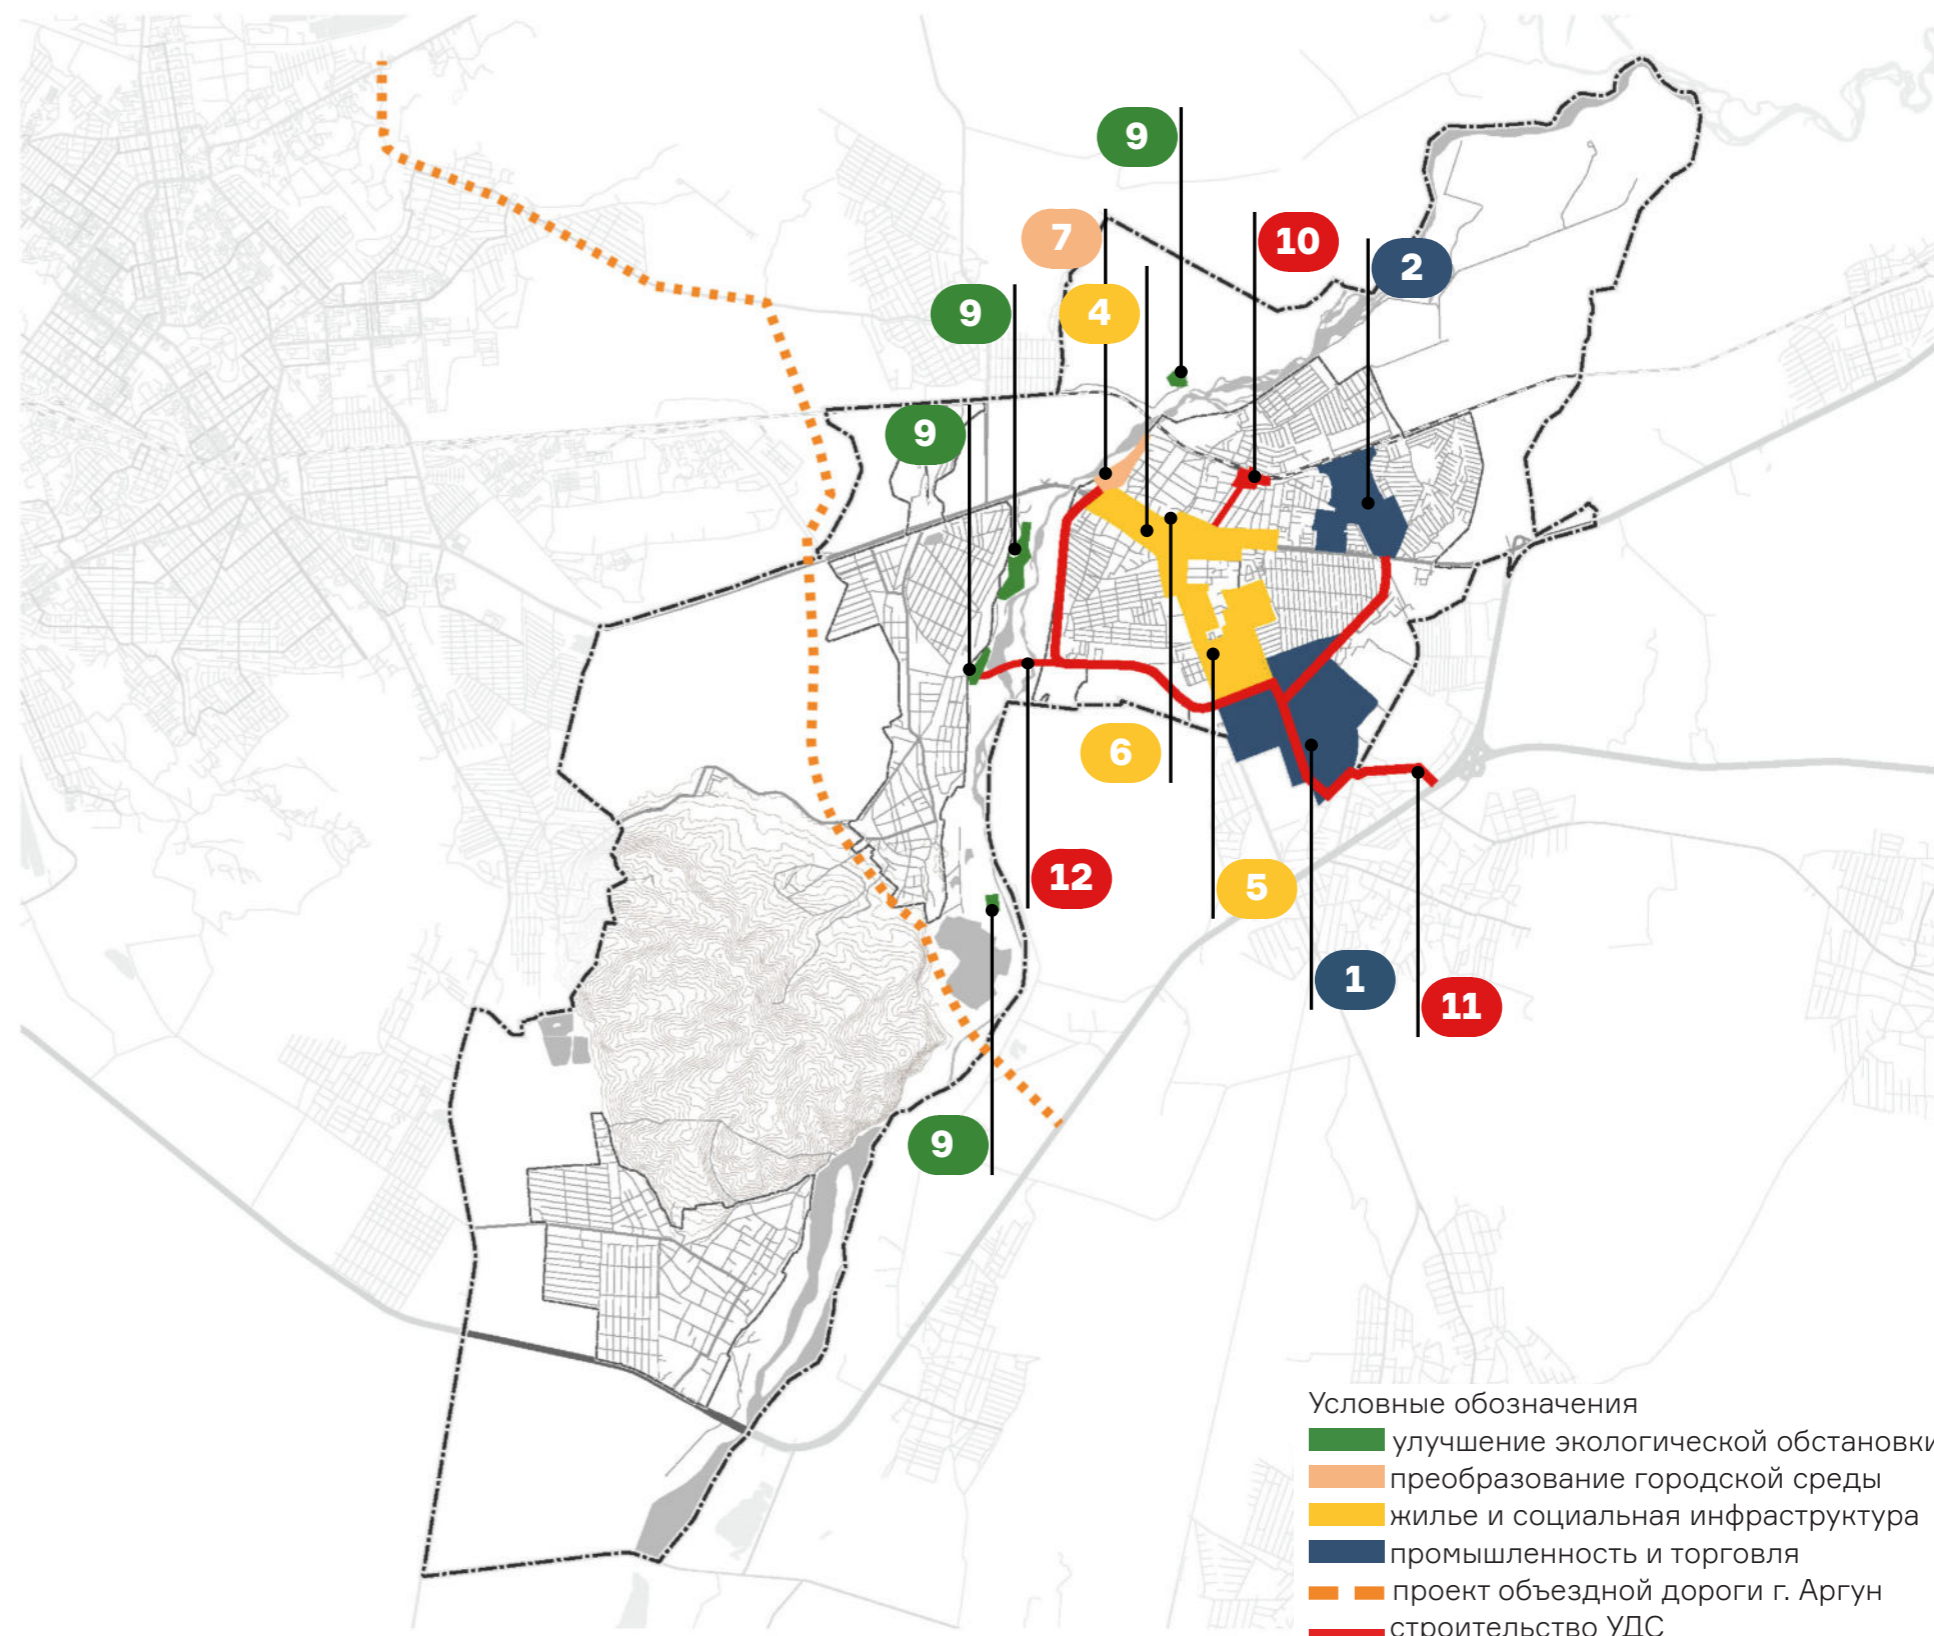 9
7
10
2
9
4
9
6
12
5
1
11
9
Условные обозначения
улучшение экологической обстановки
преобразование городской среды
жилье и социальная инфраструктура
промышленность и торговля
проект объездной дороги г. Аргун
строительство УДС